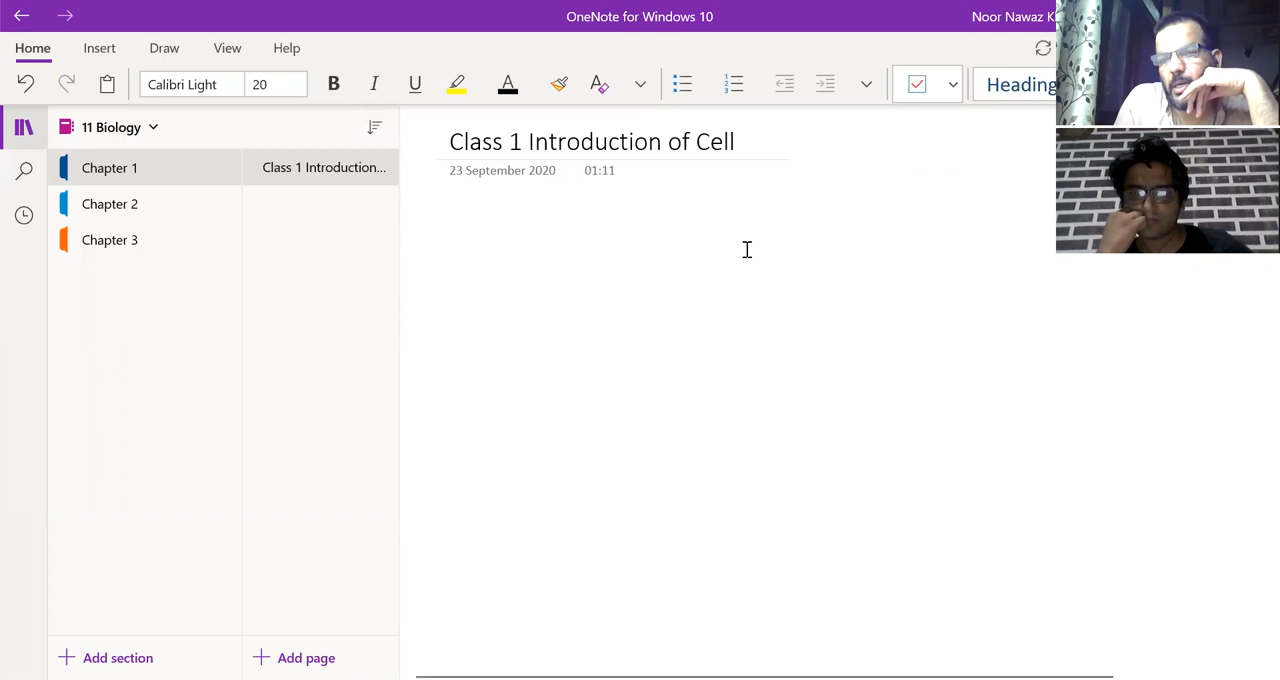 OneNote for Windows 10
Noor Nawaz K
Home Insert Draw View Help
Calibri Light 20 B I U A A Heading
11 Biology
Chapter 1
Chapter 2
Chapter 3
Class 1 Introduction...
Class 1 Introduction of Cell
23 September 2020 01:11
Add section
Add page